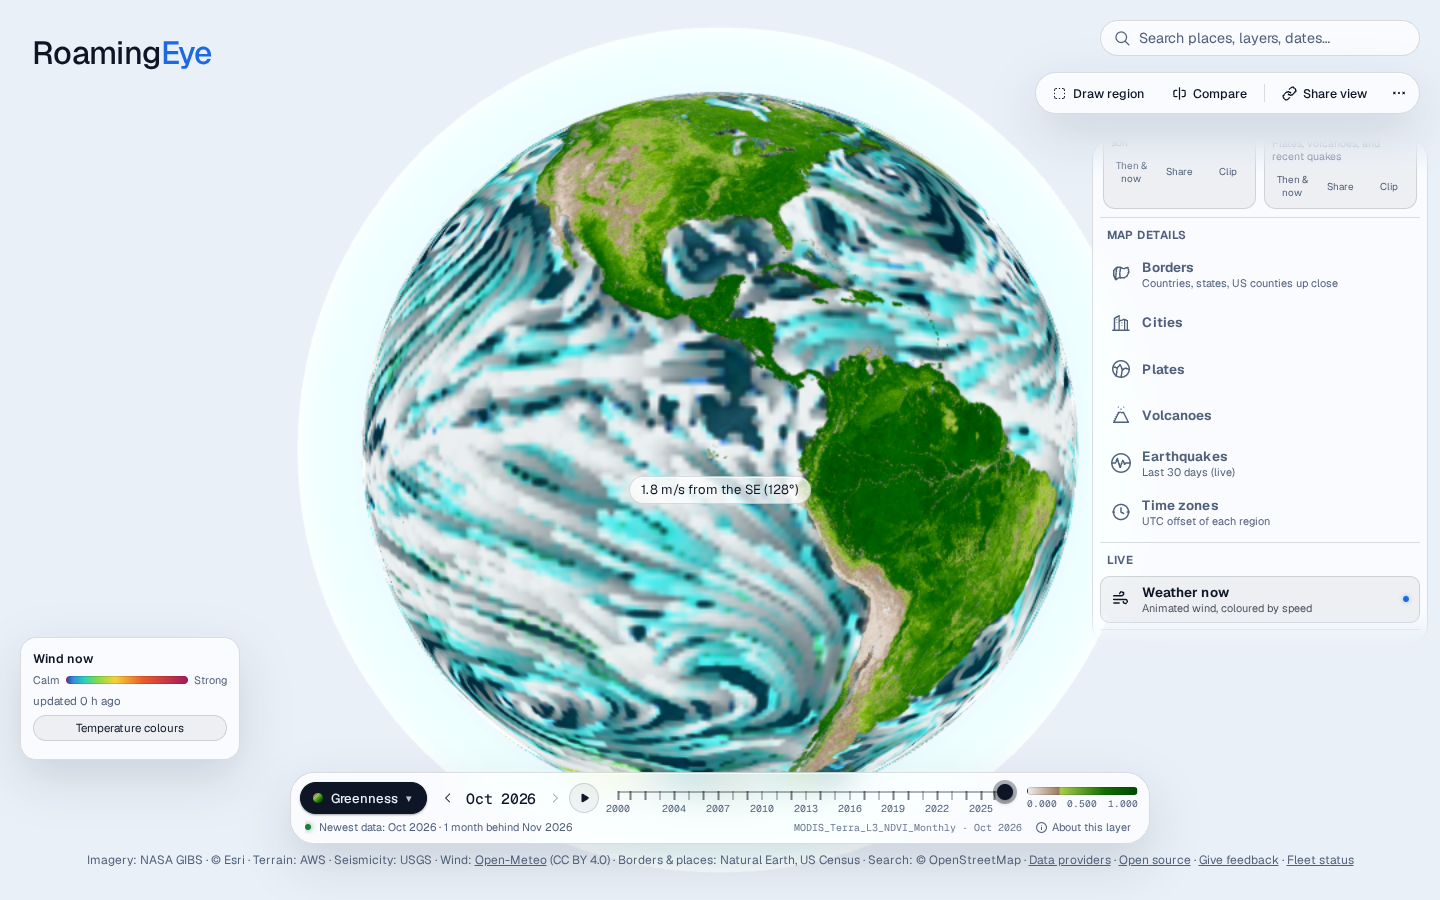 RoamingEye
Search places, layers, dates...
Draw region
Compare
Share view
Plates, volcanoes, and
recent quakes
Then &
now
Share
Clip
Then &
now
Share
Clip
MAP DETAILS
Borders
Countries, states, US counties up close
Cities
Plates
Volcanoes
Earthquakes
Last 30 days (live)
Time zones
UTC offset of each region
LIVE
Weather now
Animated wind, coloured by speed
1.8 m/s from the SE (128°)
Wind now
Calm
Strong
updated 0 h ago
Temperature colours
Greenness
Oct 2026
2000 2004 2007 2010 2013 2016 2019 2022 2025
0.000 0.500 1.000
Newest data: Oct 2026 · 1 month behind Nov 2026
MODIS_Terra_L3_NDVI_Monthly · Oct 2026
About this layer
Imagery: NASA GIBS · © Esri · Terrain: AWS · Seismicity: USGS · Wind: Open-Meteo (CC BY 4.0) · Borders & places: Natural Earth, US Census · Search: © OpenStreetMap · Data providers · Open source · Give feedback · Fleet status